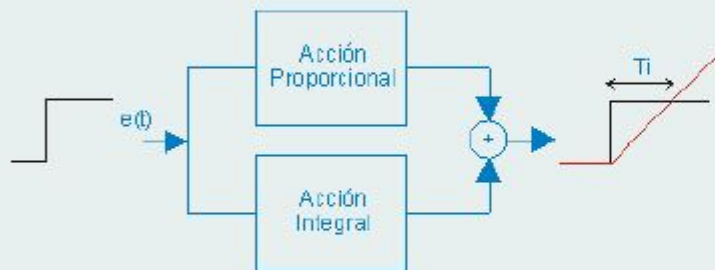 Acción
Proporcional
Ti
e(t)
+
Acción
Integral